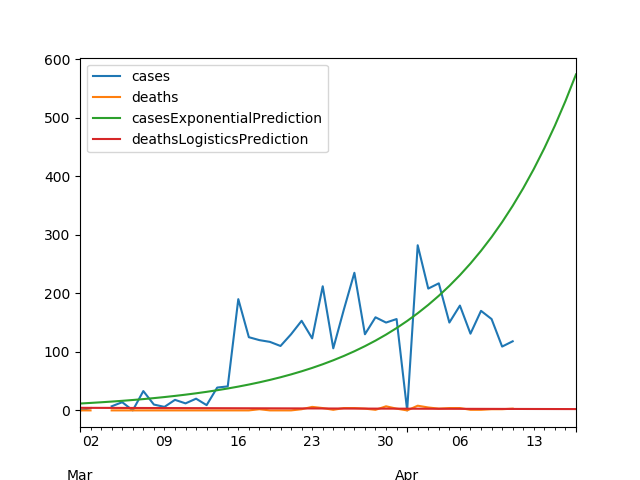 600
500
400
300
200
100
0
cases
deaths
casesExponentialPrediction
deathsLogisticsPrediction
02 09 16 23 30 06 13
Mar Apr